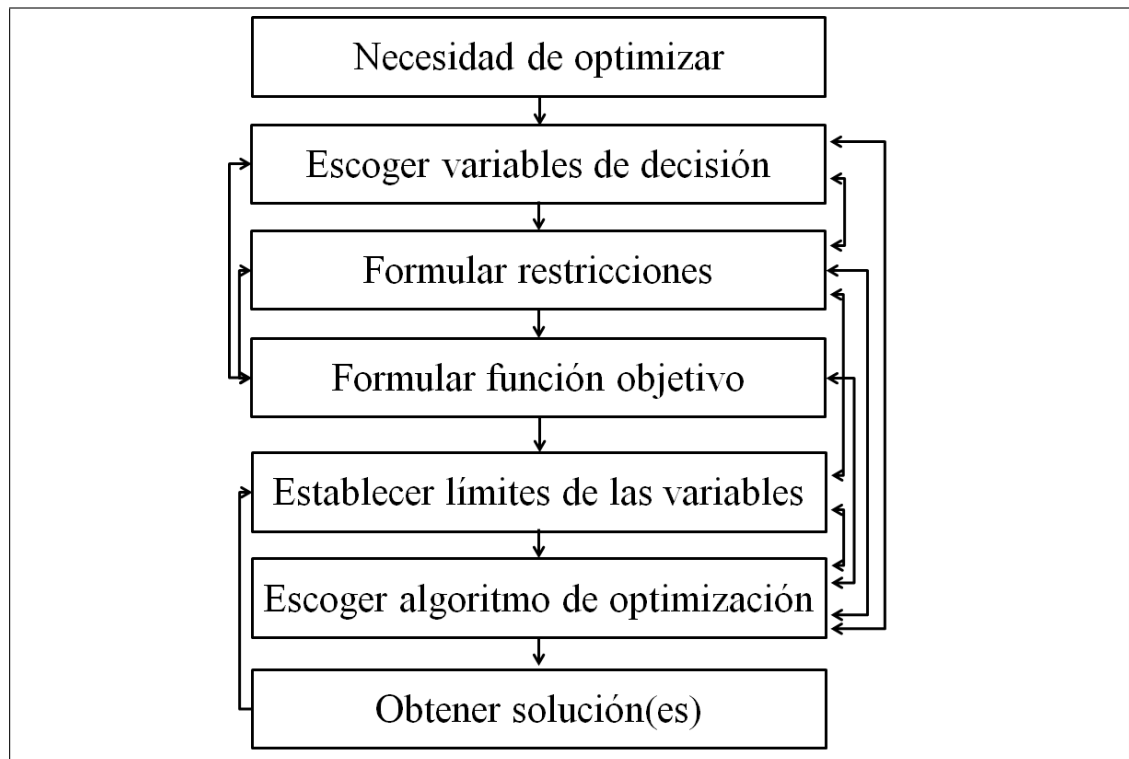 Necesidad de optimizar
Escoger variables de decisión
Formular restricciones
Formular función objetivo
Establecer límites de las variables
Escoger algoritmo de optimización
Obtener solución(es)